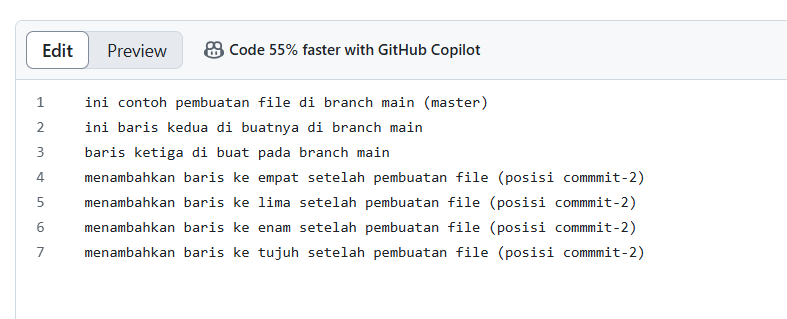 Edit Preview Code 55% faster with GitHub Copilot
1 ini contoh pembuatan file di branch main (master)
2 ini baris kedua di buatnya di branch main
3 baris ketiga di buat pada branch main
4 menambahkan baris ke empat setelah pembuatan file (posisi commmit-2)
5 menambahkan baris ke lima setelah pembuatan file (posisi commmit-2)
6 menambahkan baris ke enam setelah pembuatan file (posisi commmit-2)
7 menambahkan baris ke tujuh setelah pembuatan file (posisi commmit-2)